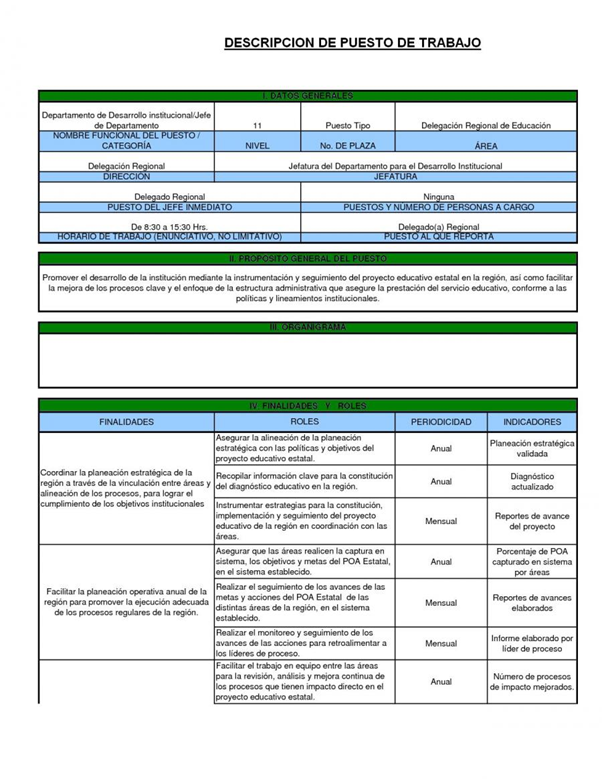 DESCRIPCION DE PUESTO DE TRABAJO
I. DATOS GENERALES
Departamento de Desarrollo institucional/Jefe
de Departamento
11
Puesto Tipo
Delegación Regional de Educación
NOMBRE FUNCIONAL DEL PUESTO /
CATEGORÍA
NIVEL
No. DE PLAZA
ÁREA
Delegación Regional
Jefatura del Departamento para el Desarrollo Institucional
DIRECCIÓN
JEFATURA
Delegado Regional
Ninguna
PUESTO DEL JEFE INMEDIATO
PUESTOS Y NÚMERO DE PERSONAS A CARGO
De 8:30 a 15:30 Hrs.
Delegado(a) Regional
HORARIO DE TRABAJO (ENUNCIATIVO, NO LIMITATIVO)
PUESTO AL QUE REPORTA
II. PROPOSITO GENERAL DEL PUESTO
Promover el desarrollo de la institución mediante la instrumentación y seguimiento del proyecto educativo estatal en la región, así como facilitar
la mejora de los procesos clave y el enfoque de la estructura administrativa que asegure la prestación del servicio educativo, conforme a las
políticas y lineamientos institucionales.
III. ORGANIGRAMA
IV. FINALIDADES Y ROLES
FINALIDADES
ROLES
PERIODICIDAD
INDICADORES
Coordinar la planeación estratégica de la
región a través de la vinculación entre áreas y
alineación de los procesos, para lograr el
cumplimiento de los objetivos institucionales
Asegurar la alineación de la planeación
estratégica con las políticas y objetivos del
proyecto educativo estatal.
Anual
Planeación estratégica
validada
Recopilar información clave para la constitución
del diagnóstico educativo en la región.
Anual
Diagnóstico
actualizado
Instrumentar estrategias para la constitución,
implementación y seguimiento del proyecto
educativo de la región en coordinación con las
áreas.
Mensual
Reportes de avance
del proyecto
Facilitar la planeación operativa anual de la
región para promover la ejecución adecuada
de los procesos regulares de la región.
Asegurar que las áreas realicen la captura en
sistema, los objetivos y metas del POA Estatal,
en el sistema establecido.
Anual
Porcentaje de POA
capturado en sistema
por áreas
Realizar el seguimiento de los avances de las
metas y acciones del POA Estatal de las
distintas áreas de la región, en el sistema
establecido.
Mensual
Reportes de avances
elaborados
Realizar el monitoreo y seguimiento de los
avances de las acciones para retroalimentar a
los líderes de proceso.
Mensual
Informe elaborado por
líder de proceso
Facilitar el trabajo en equipo entre las áreas
para la revisión, análisis y mejora continua de
los procesos que tienen impacto directo en el
proyecto educativo estatal.
Anual
Número de procesos
de impacto mejorados.